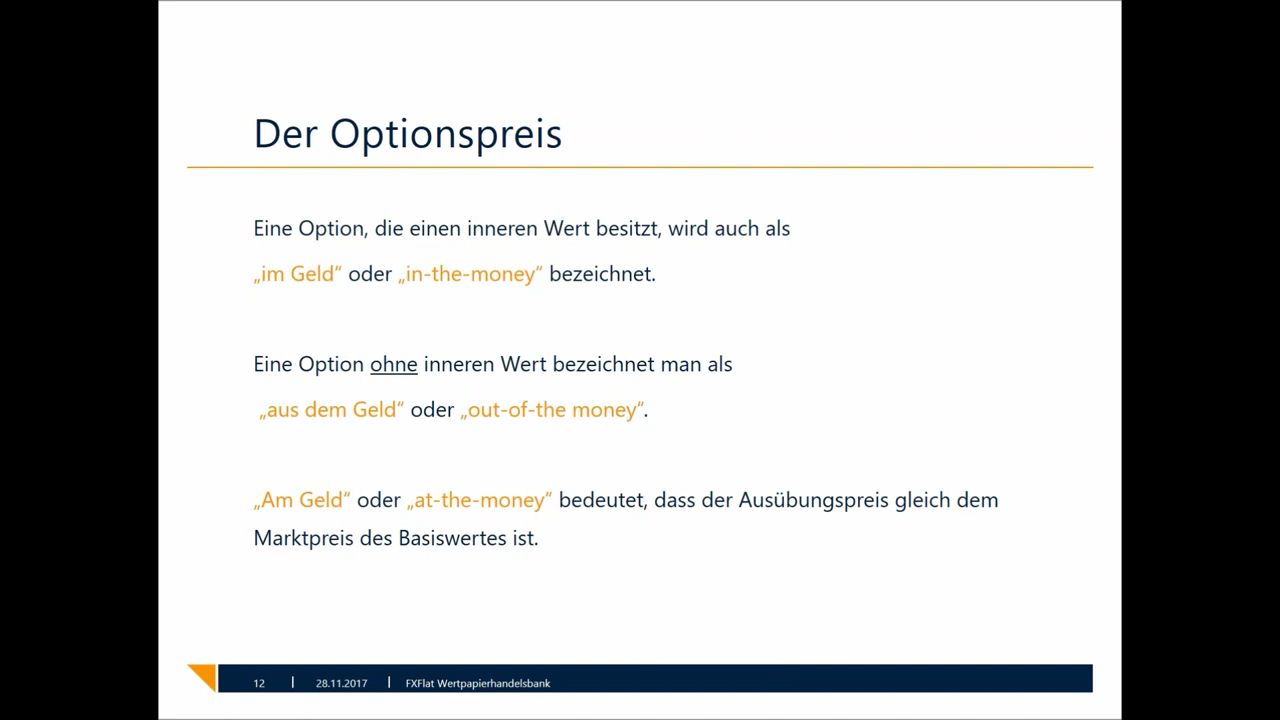 Der Optionspreis
Eine Option, die einen inneren Wert besitzt, wird auch als
„im Geld“ oder „in-the-money“ bezeichnet.
Eine Option ohne inneren Wert bezeichnet man als
„aus dem Geld“ oder „out-of-the money“.
„Am Geld“ oder „at-the-money“ bedeutet, dass der Ausübungspreis gleich dem
Marktpreis des Basiswertes ist.
12 | 28.11.2017 | FXFlat Wertpapierhandelsbank